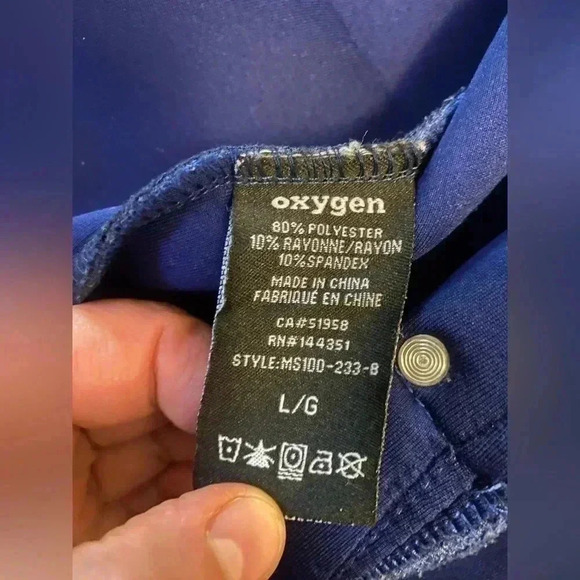 oxygen
80% POLYESTER
10% RAYONNE/RAYON
10%SPANDEX
MADE IN CHINA
FABRIQUÉ EN CHINE
CA#51958
RN#144351
STYLE:MS100-233-B
L/G